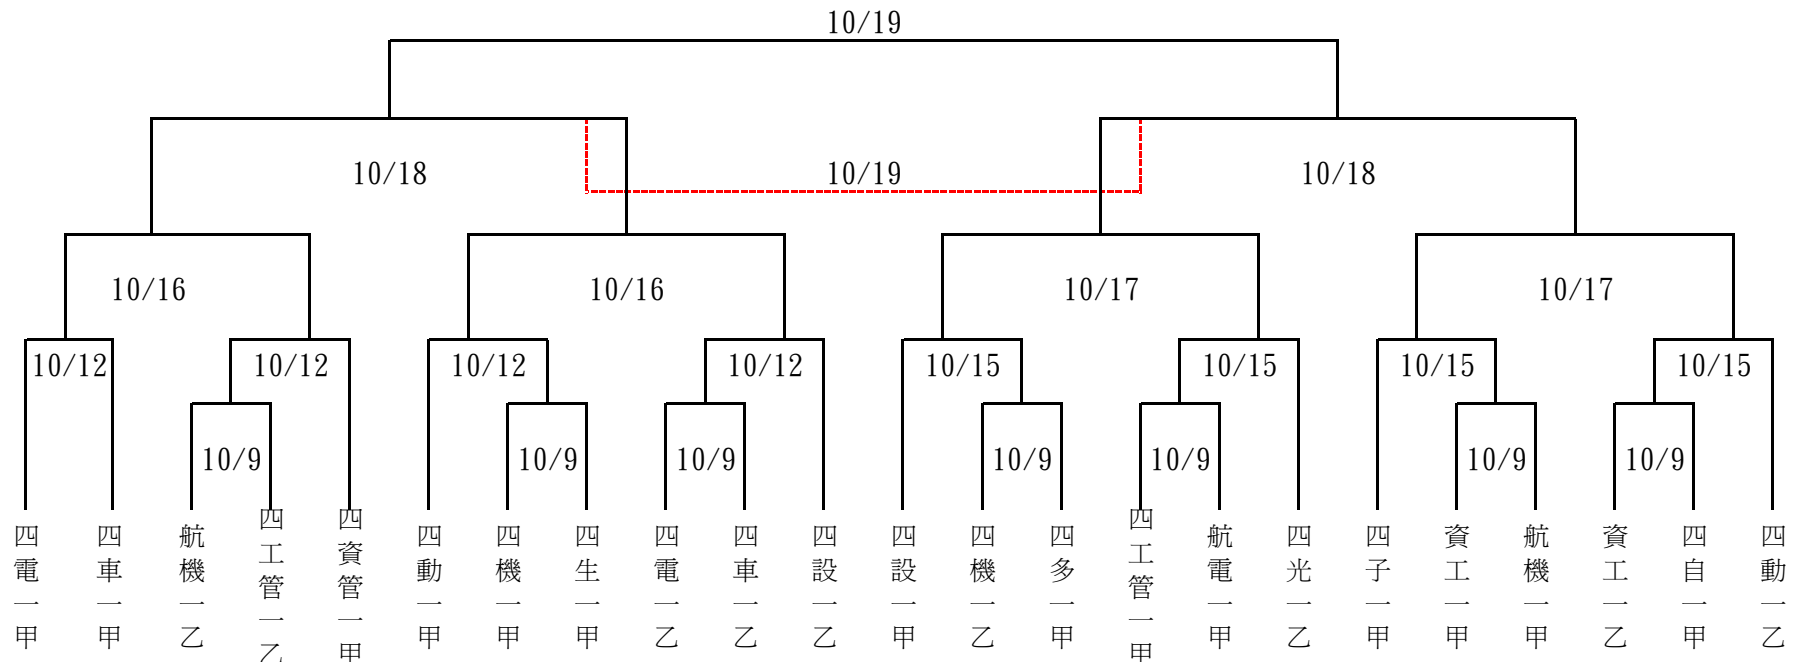 10/19
10/18
10/19
10/18
10/16
10/16
10/17
10/17
10/12
10/12
10/12
10/12
10/15
10/15
10/15
10/15
10/9
10/9
10/9
10/9
10/9
10/9
10/9
四電一甲
四車一甲
航機一乙
四工管一乙
四資管一甲
四動一甲
四機一甲
四生一甲
四電一乙
四車一乙
四設一乙
四設一甲
四機一乙
四多一甲
四工管一甲
航電一甲
四光一乙
四子一甲
資工一甲
航機一甲
資工一乙
四自一甲
四動一乙